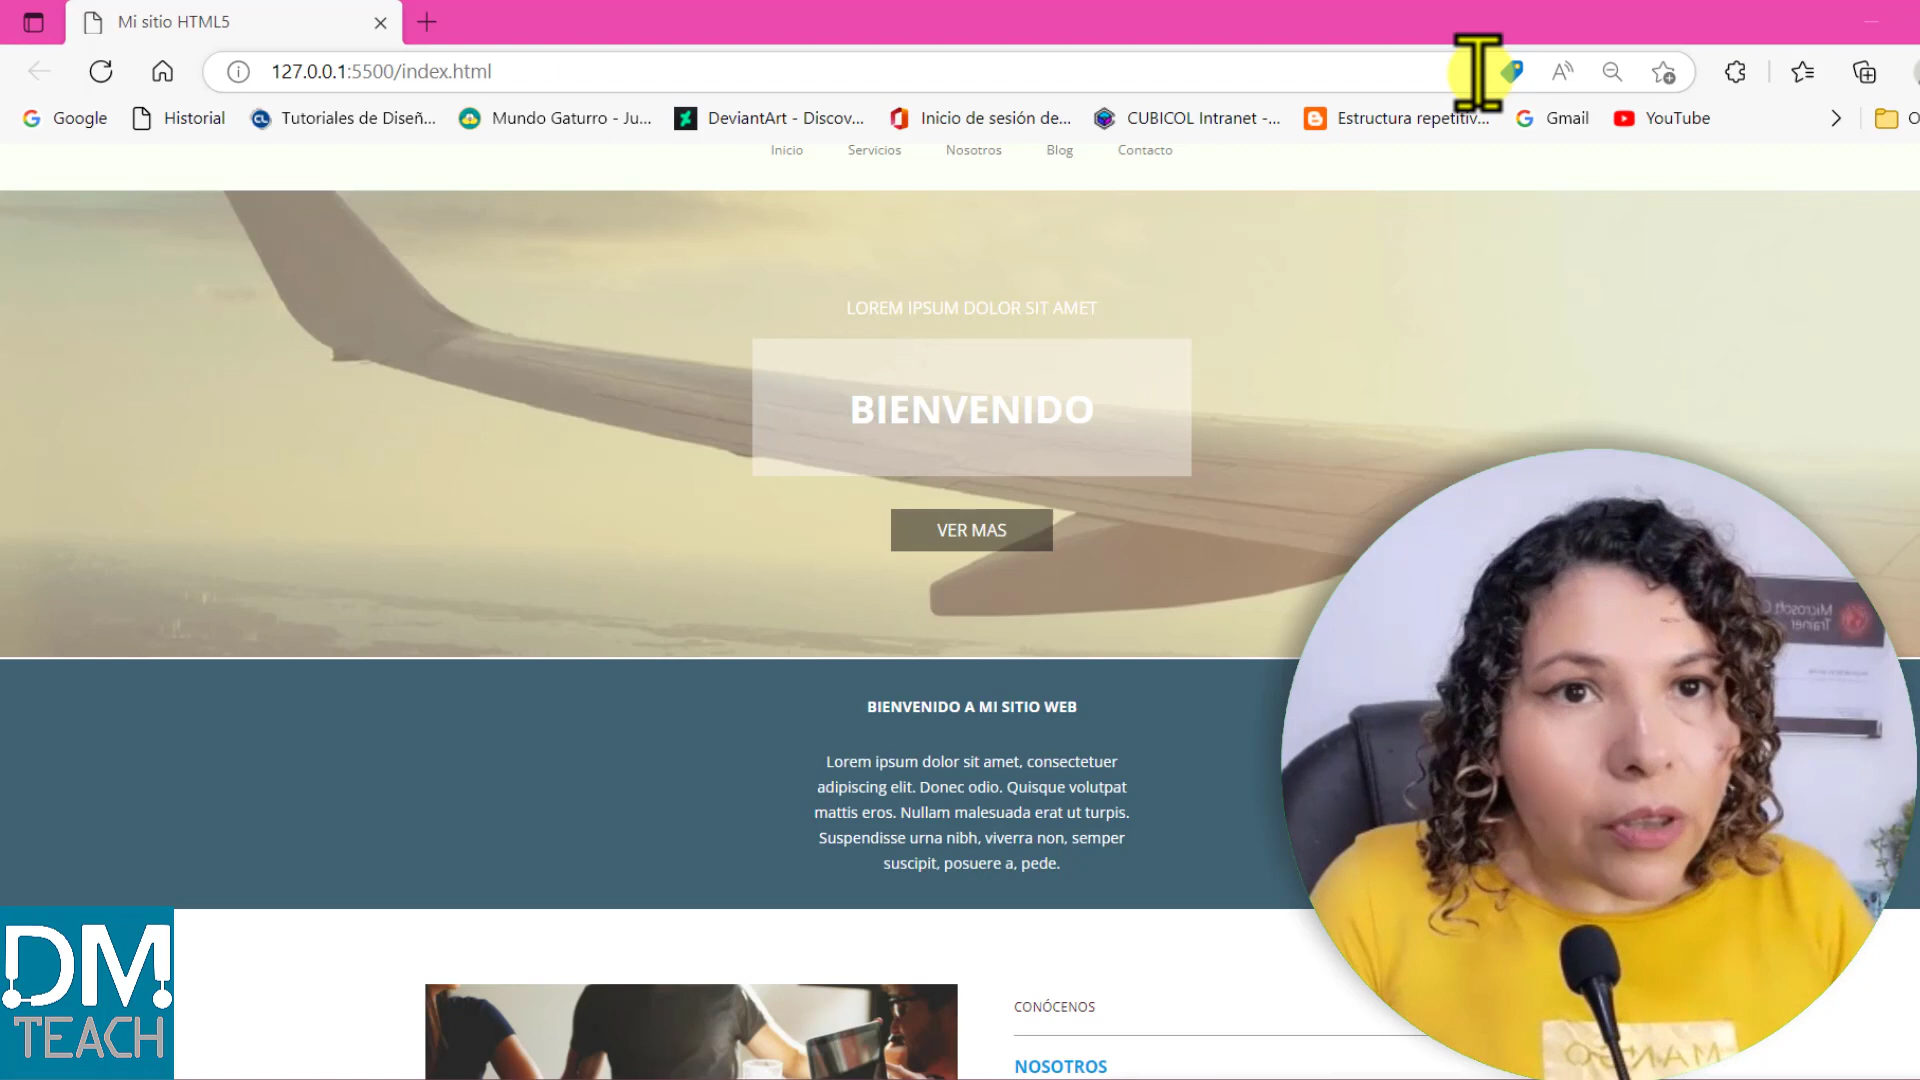 Mi sitio HTML5
127.0.0.1:5500/index.html
Google Historial Tutoriales de Diseñ... Mundo Gaturro - Ju... DeviantArt - Discov... Inicio de sesión de... CUBICOL Intranet -... Estructura repetitiv... Gmail YouTube O
Inicio Servicios Nosotros Blog Contacto
LOREM IPSUM DOLOR SIT AMET
BIENVENIDO
VER MAS
BIENVENIDO A MI SITIO WEB
Lorem ipsum dolor sit amet, consectetuer
adipiscing elit. Donec odio. Quisque volutpat
mattis eros. Nullam malesuada erat ut turpis.
Suspendisse urna nibh, viverra non, semper
suscipit, posuere a, pede.
CONÓCENOS
NOSOTROS
DM
TEACH
Microsoft C
Trainer